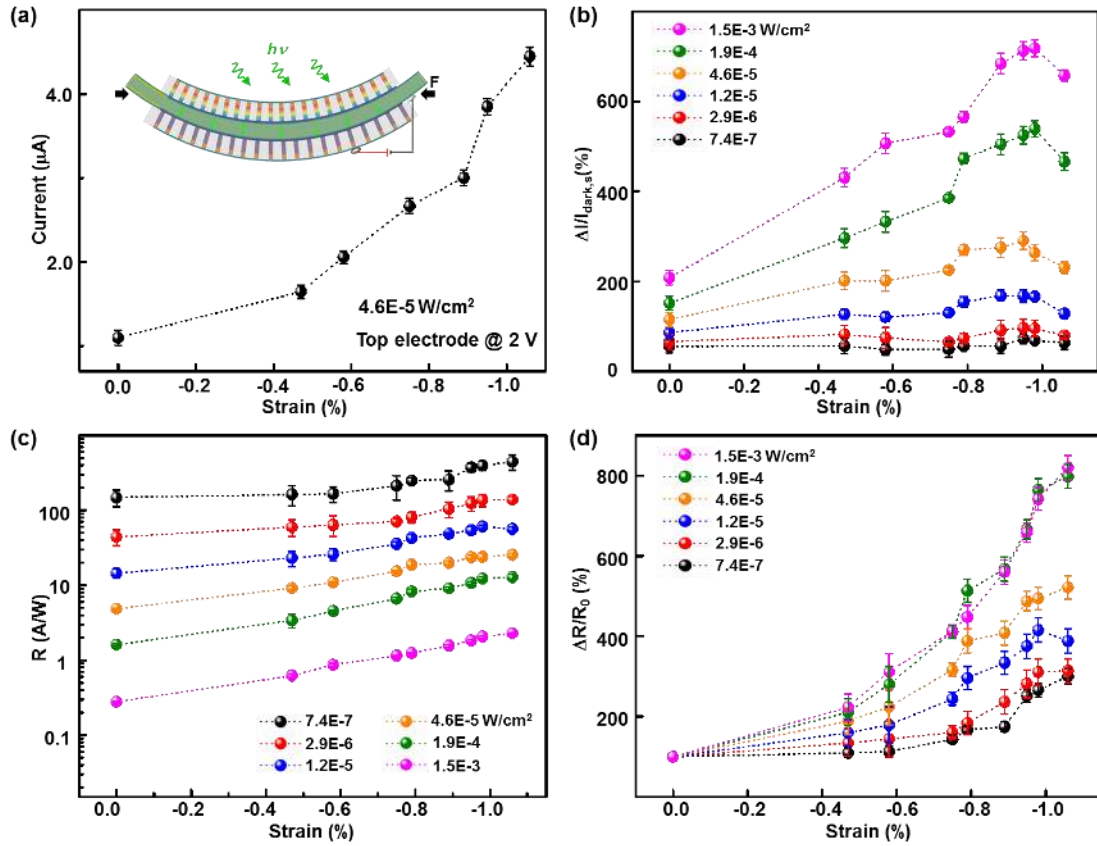 (a)
hν
F
4.0
2.0
Current (μA)
4.6E-5 W/cm²
Top electrode @ 2 V
0.0 -0.2 -0.4 -0.6 -0.8 -1.0
Strain (%)
(b)
1.5E-3 W/cm²
1.9E-4
4.6E-5
1.2E-5
2.9E-6
7.4E-7
600
400
200
0
ΔI/I_dark,s (%)
0.0 -0.2 -0.4 -0.6 -0.8 -1.0
Strain (%)
(c)
100
10
1
0.1
R (A/W)
7.4E-7 4.6E-5 W/cm²
2.9E-6 1.9E-4
1.2E-5 1.5E-3
0.0 -0.2 -0.4 -0.6 -0.8 -1.0
Strain (%)
(d)
1.5E-3 W/cm²
1.9E-4
4.6E-5
1.2E-5
2.9E-6
7.4E-7
800
600
400
200
ΔR/R₀ (%)
0.0 -0.2 -0.4 -0.6 -0.8 -1.0
Strain (%)